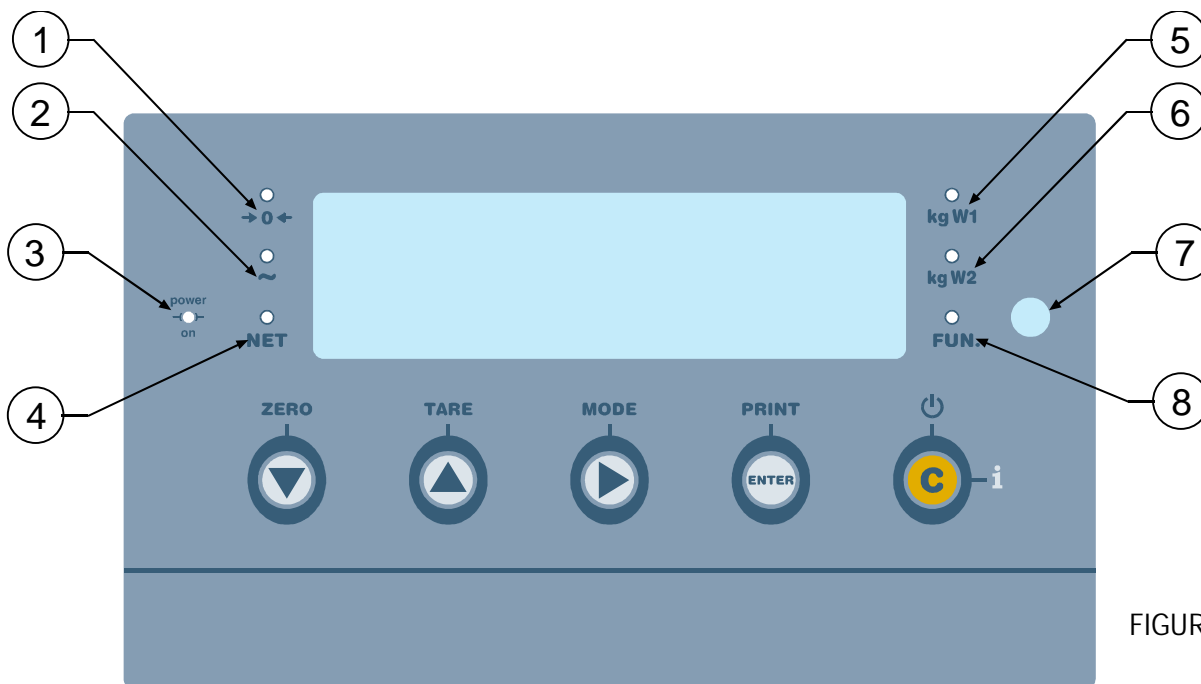 1
5
2
6
→0←
kg W1
3
~
kg W2
7
power
on
NET
FUN.
4
8
ZERO
TARE
MODE
PRINT
ENTER
C
i
FIGUR